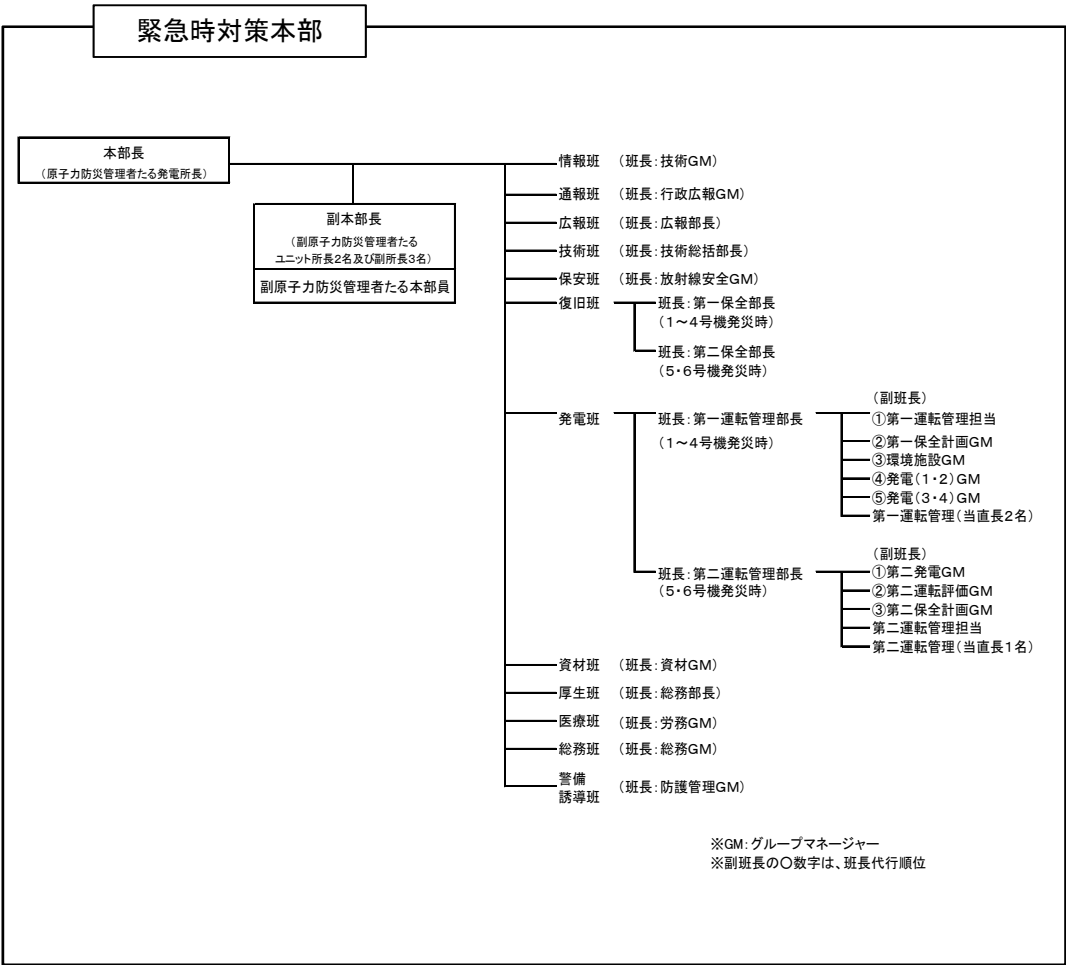 緊急時対策本部
本部長
（原子力防災管理者たる発電所長）
副本部長
（副原子力防災管理者たる
ユニット所長2名及び副所長3名）
副原子力防災管理者たる本部員
情報班　（班長：技術GM）
通報班　（班長：行政広報GM）
広報班　（班長：広報部長）
技術班　（班長：技術総括部長）
保安班　（班長：放射線安全GM）
復旧班　班長：第一保全部長
（1～4号機発災時）
班長：第二保全部長
（5・6号機発災時）
発電班　班長：第一運転管理部長
（1～4号機発災時）
（副班長）
①第一運転管理担当
②第一保全計画GM
③環境施設GM
④発電（1・2）GM
⑤発電（3・4）GM
第一運転管理（当直長2名）
班長：第二運転管理部長
（5・6号機発災時）
（副班長）
①第二発電GM
②第二運転評価GM
③第二保全計画GM
第二運転管理担当
第二運転管理（当直長1名）
資材班　（班長：資材GM）
厚生班　（班長：総務部長）
医療班　（班長：労務GM）
総務班　（班長：総務GM）
警備
誘導班　（班長：防護管理GM）
※GM：グループマネージャー
※副班長の○数字は、班長代行順位